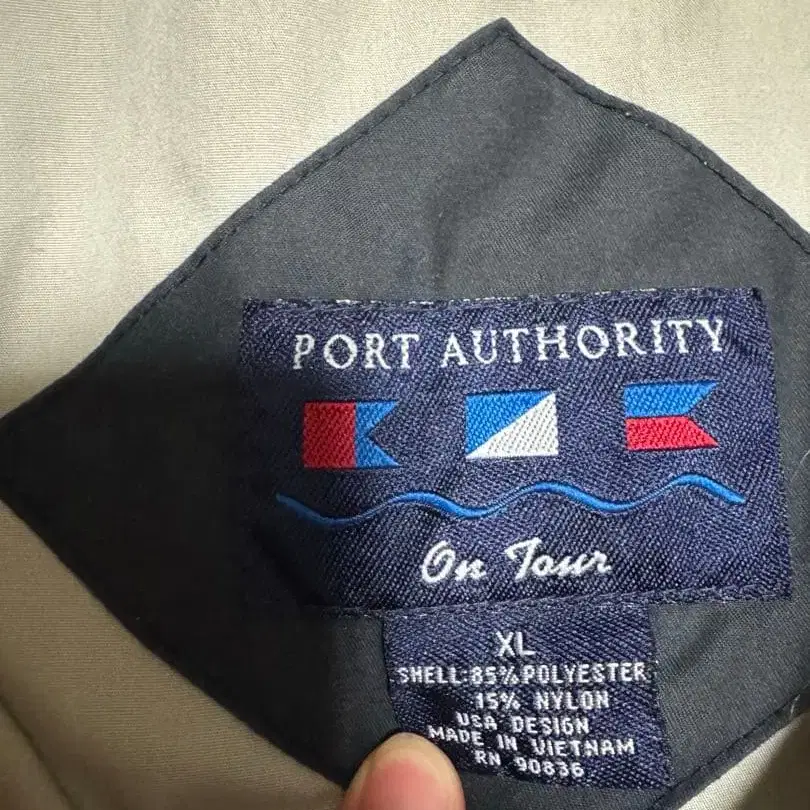 PORT AUTHORITY
On Tour
XL
SHELL:85%POLYESTER
15% NYLON
USA DESIGN
MADE IN VIETNAM
RN 90836